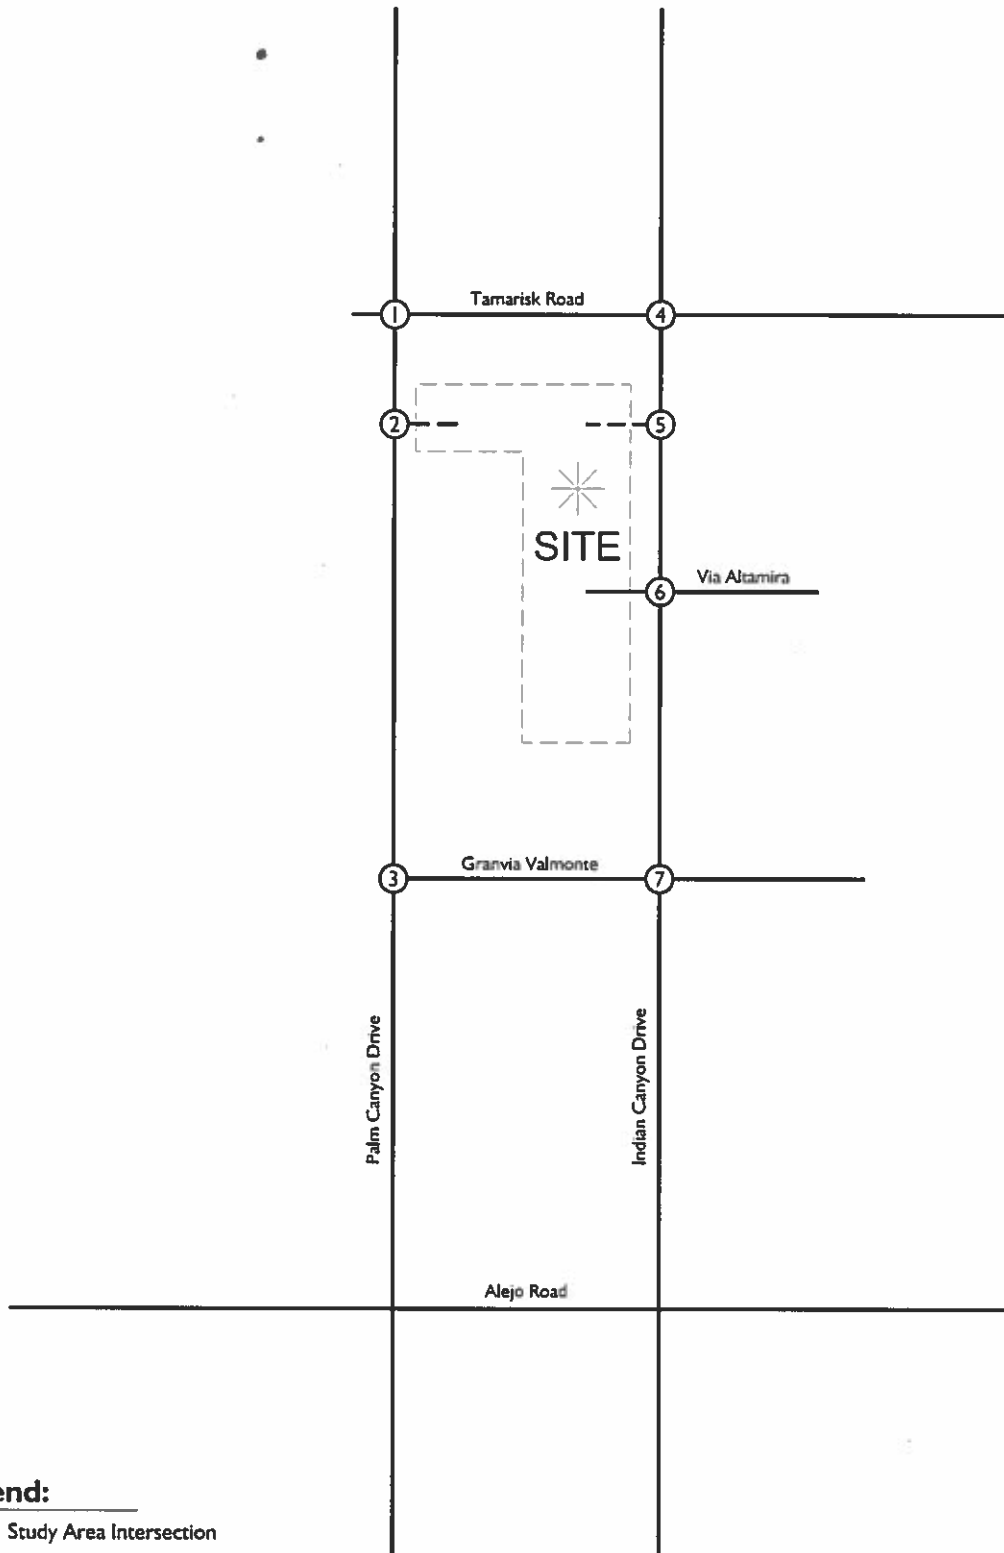 Tamarisk Road
1
4
2
5
SITE
Via Altamira
6
Granvia Valmonte
3
7
Palm Canyon Drive
Indian Canyon Drive
Alejo Road
end:
Study Area Intersection